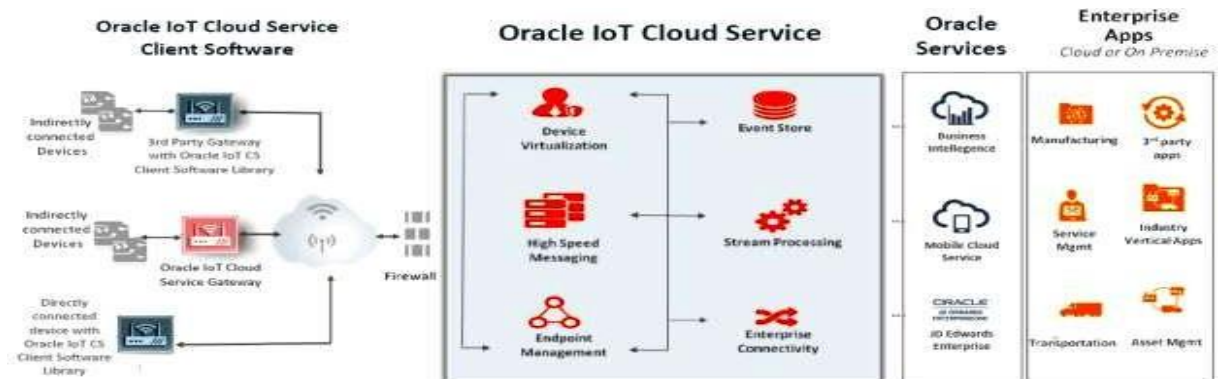 Oracle IoT Cloud Service
Client Software
Indirectly
connected
Devices
3rd Party Gateway
with Oracle IoT CS
Client Software Library
Indirectly
connected
Devices
Oracle IoT Cloud
Service Gateway
Directly
connected
device with
Oracle IoT CS
Client Software
Library
Firewall
Oracle IoT Cloud Service
Device
Virtualization
Event Store
High Speed
Messaging
Stream Processing
Endpoint
Management
Enterprise
Connectivity
Oracle
Services
Business
Intellegence
Mobile Cloud
Service
ORACLE
JD Edwards
Enterprise
Enterprise
Apps
Cloud or On Premise
Manufacturing
3rd party
apps
Service
Mgmt
Industry
Vertical Apps
Transportation
Asset Mgmt